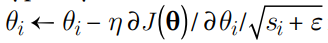 θᵢ ← θᵢ − η ∂J(𝛉)/∂θᵢ/√(sᵢ + ε)